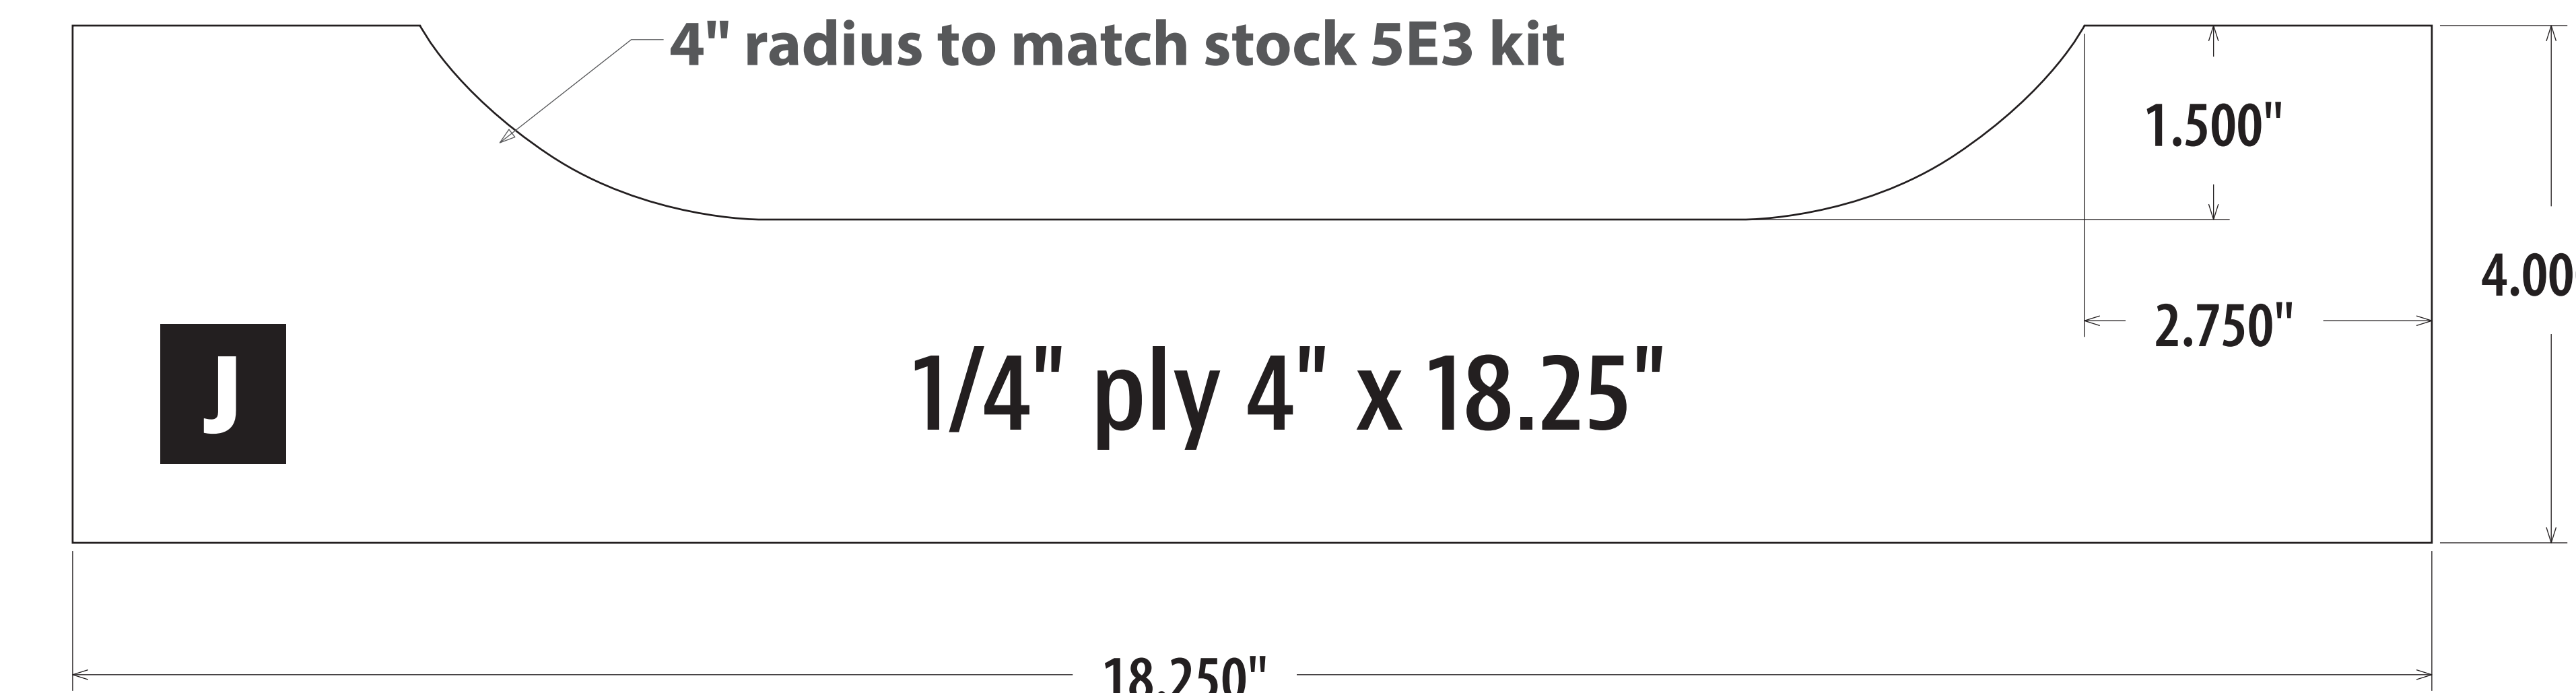 4" radius to match stock 5E3 kit
1.500"
4.00
2.750"
J
1/4" ply 4" x 18.25"
18.250"